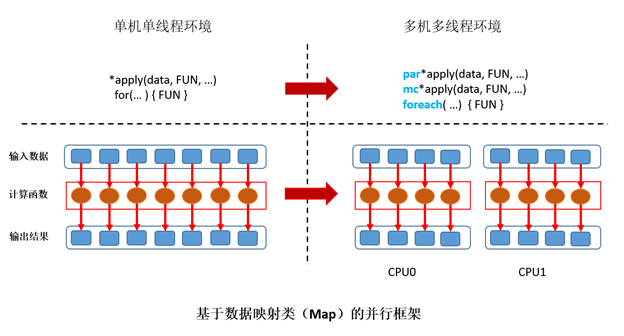 单机单线程环境
多机多线程环境
*apply(data, FUN, …)
for(… ) { FUN }
par*apply(data, FUN, …)
mc*apply(data, FUN, …)
foreach( …) { FUN }
输入数据
计算函数
输出结果
CPU0
CPU1
基于数据映射类（Map）的并行框架